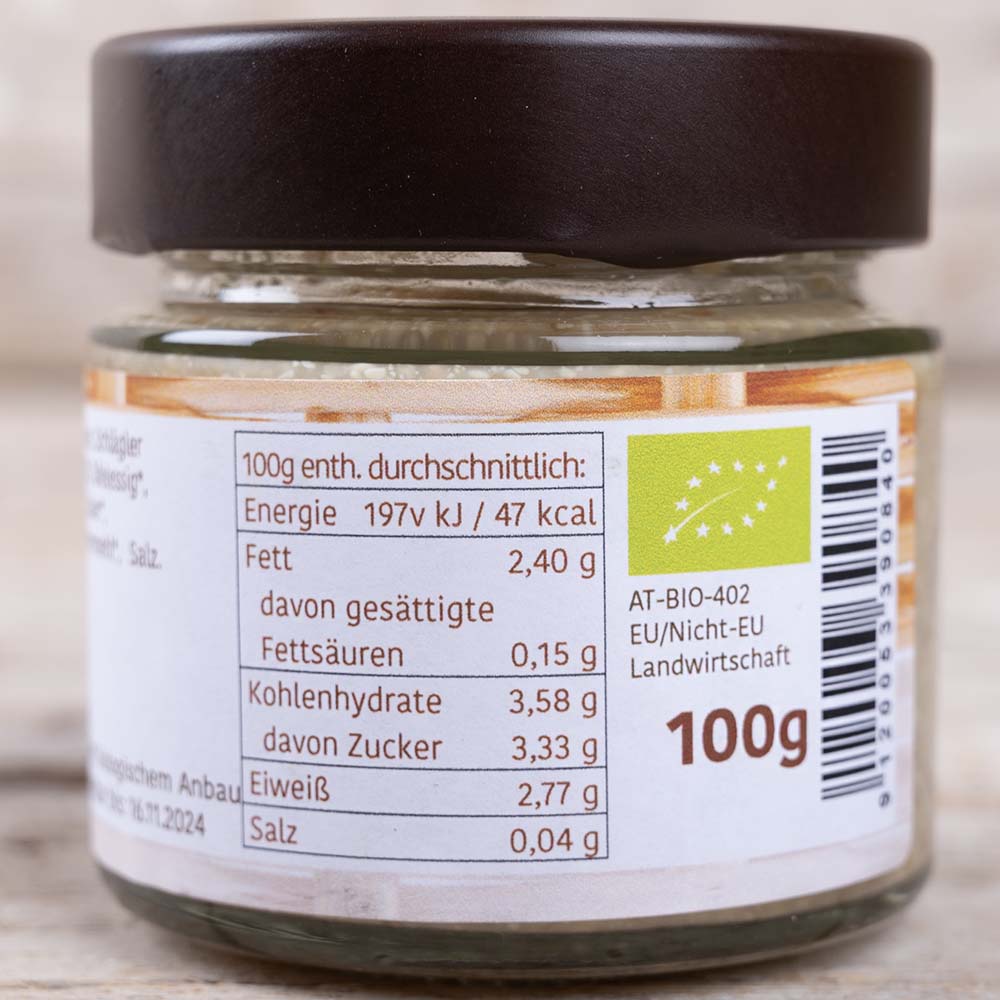 Salz.
100g enth. durchschnittlich:
Energie 197v kJ / 47 kcal
Fett 2,40 g
davon gesättigte
Fettsäuren 0,15 g
Kohlenhydrate 3,58 g
davon Zucker 3,33 g
Eiweiß 2,77 g
Salz 0,04 g
Anbau
16.11.2024
AT-BIO-402
EU/Nicht-EU
Landwirtschaft
100g
9120053390840